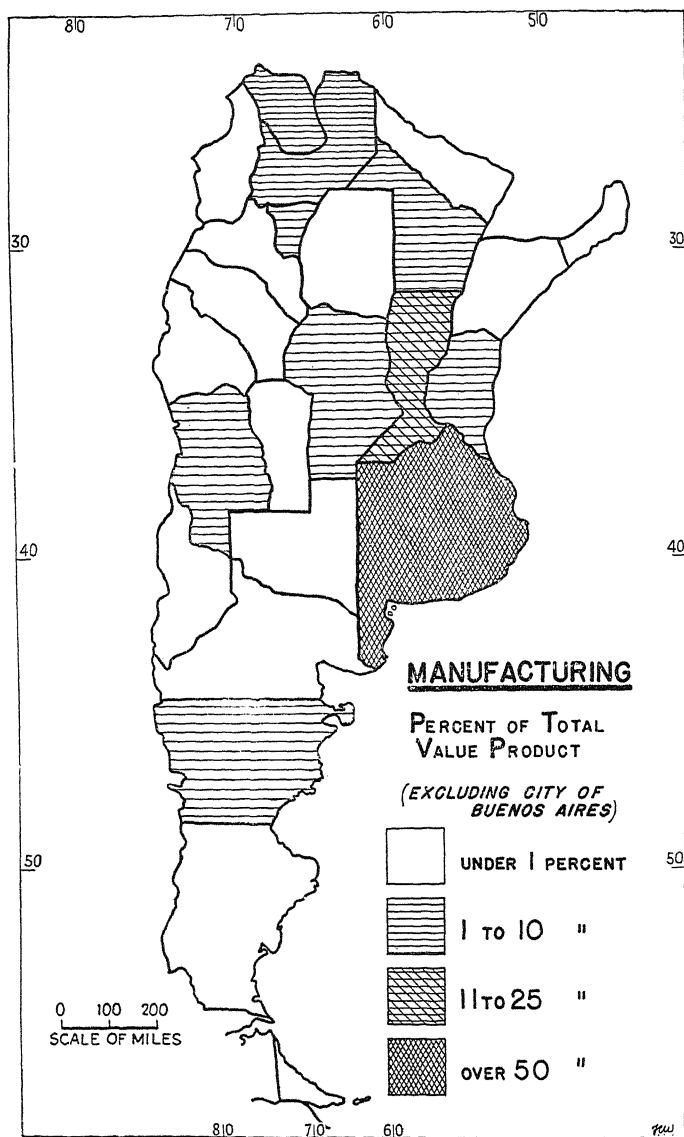 80 70 60 50
30 30
40 40
MANUFACTURING
PERCENT OF TOTAL
VALUE PRODUCT
(EXCLUDING CITY OF
BUENOS AIRES)
50 50
UNDER 1 PERCENT
1 TO 10 "
11 TO 25 "
OVER 50 "
0 100 200
SCALE OF MILES
80 70 60